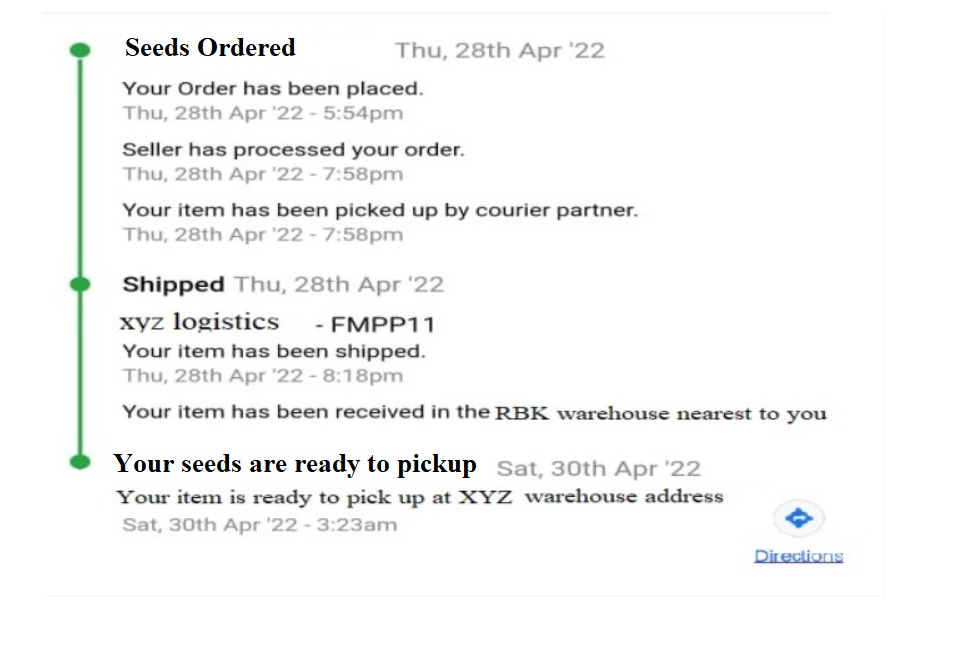 Seeds Ordered Thu, 28th Apr '22
Your Order has been placed.
Thu, 28th Apr '22 - 5:54pm
Seller has processed your order.
Thu, 28th Apr '22 - 7:58pm
Your item has been picked up by courier partner.
Thu, 28th Apr '22 - 7:58pm
Shipped Thu, 28th Apr '22
xyz logistics - FMPP11
Your item has been shipped.
Thu, 28th Apr '22 - 8:18pm
Your item has been received in the RBK warehouse nearest to you
Your seeds are ready to pickup Sat, 30th Apr '22
Your item is ready to pick up at XYZ warehouse address
Sat, 30th Apr '22 - 3:23am
Directions